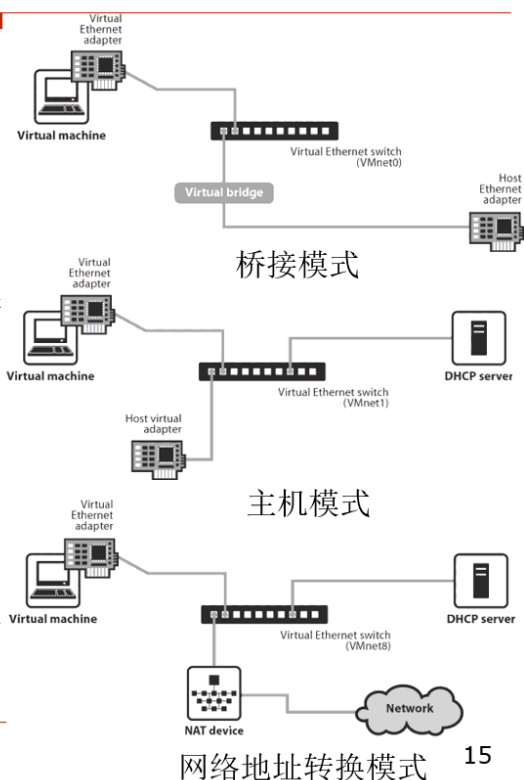 Virtual
Ethernet
adapter
Virtual machine
Virtual Ethernet switch
(VMnet0)
Virtual bridge
Host
Ethernet
adapter
桥接模式
Virtual
Ethernet
adapter
Virtual machine
DHCP server
Virtual Ethernet switch
(VMnet1)
Host virtual
adapter
主机模式
Virtual
Ethernet
adapter
Virtual machine
DHCP server
Virtual Ethernet switch
(VMnet8)
NAT device
Network
网络地址转换模式
15